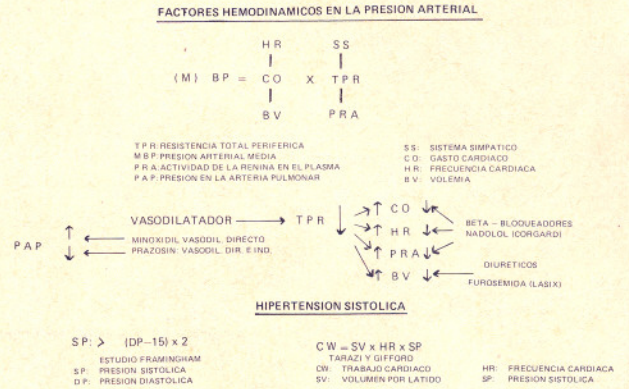 FACTORES HEMODINAMICOS EN LA PRESION ARTERIAL
HR SS
(M) BP = CO X TPR
BV PRA
TPR: RESISTENCIA TOTAL PERIFERICA
MBP: PRESION ARTERIAL MEDIA
PRA: ACTIVIDAD DE LA RENINA EN EL PLASMA
PAP: PRESION EN LA ARTERIA PULMONAR
SS: SISTEMA SIMPATICO
CO: GASTO CARDIACO
HR: FRECUENCIA CARDIACA
BV: VOLEMIA
PAP ↑ ↓
← MINOXIDIL VASODIL. DIRECTO
← PRAZOSIN: VASODIL. DIR. E IND.
VASODILATADOR → TPR ↓
↑ CO ↓
↑ HR ↓
↑ PRA ↓
↑ BV ↓
BETA - BLOQUEADORES
NADOLOL (CORGARD)
DIURETICOS
FUROSEMIDA (LASIX)
HIPERTENSION SISTOLICA
SP: > (DP-15) x 2
ESTUDIO FRAMINGHAM
SP: PRESION SISTOLICA
DP: PRESION DIASTOLICA
CW = SV x HR x SP
TARAZI Y GIFFORD
CW: TRABAJO CARDIACO
SV: VOLUMEN POR LATIDO
HR: FRECUENCIA CARDIACA
SP: PRESION SISTOLICA